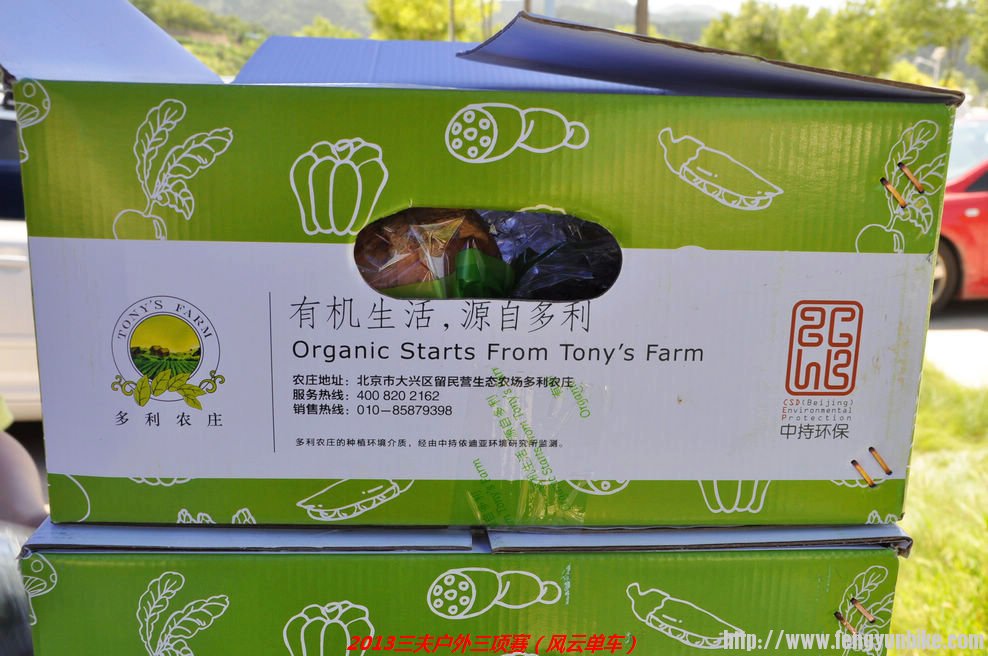 TONY'S FARM
多利农庄
有机生活,源自多利
Organic Starts From Tony's Farm
农庄地址：北京市大兴区留民营生态农场多利农庄
服务热线：400 820 2162
销售热线：010-85879398
多利农庄的种植环境介质，经由中持依迪亚环境研究所监测。
CSD(Beijing)
Environmental
Protection
中持环保
2013三夫户外三项赛（风云单车）
http://www.fengyunbike.com